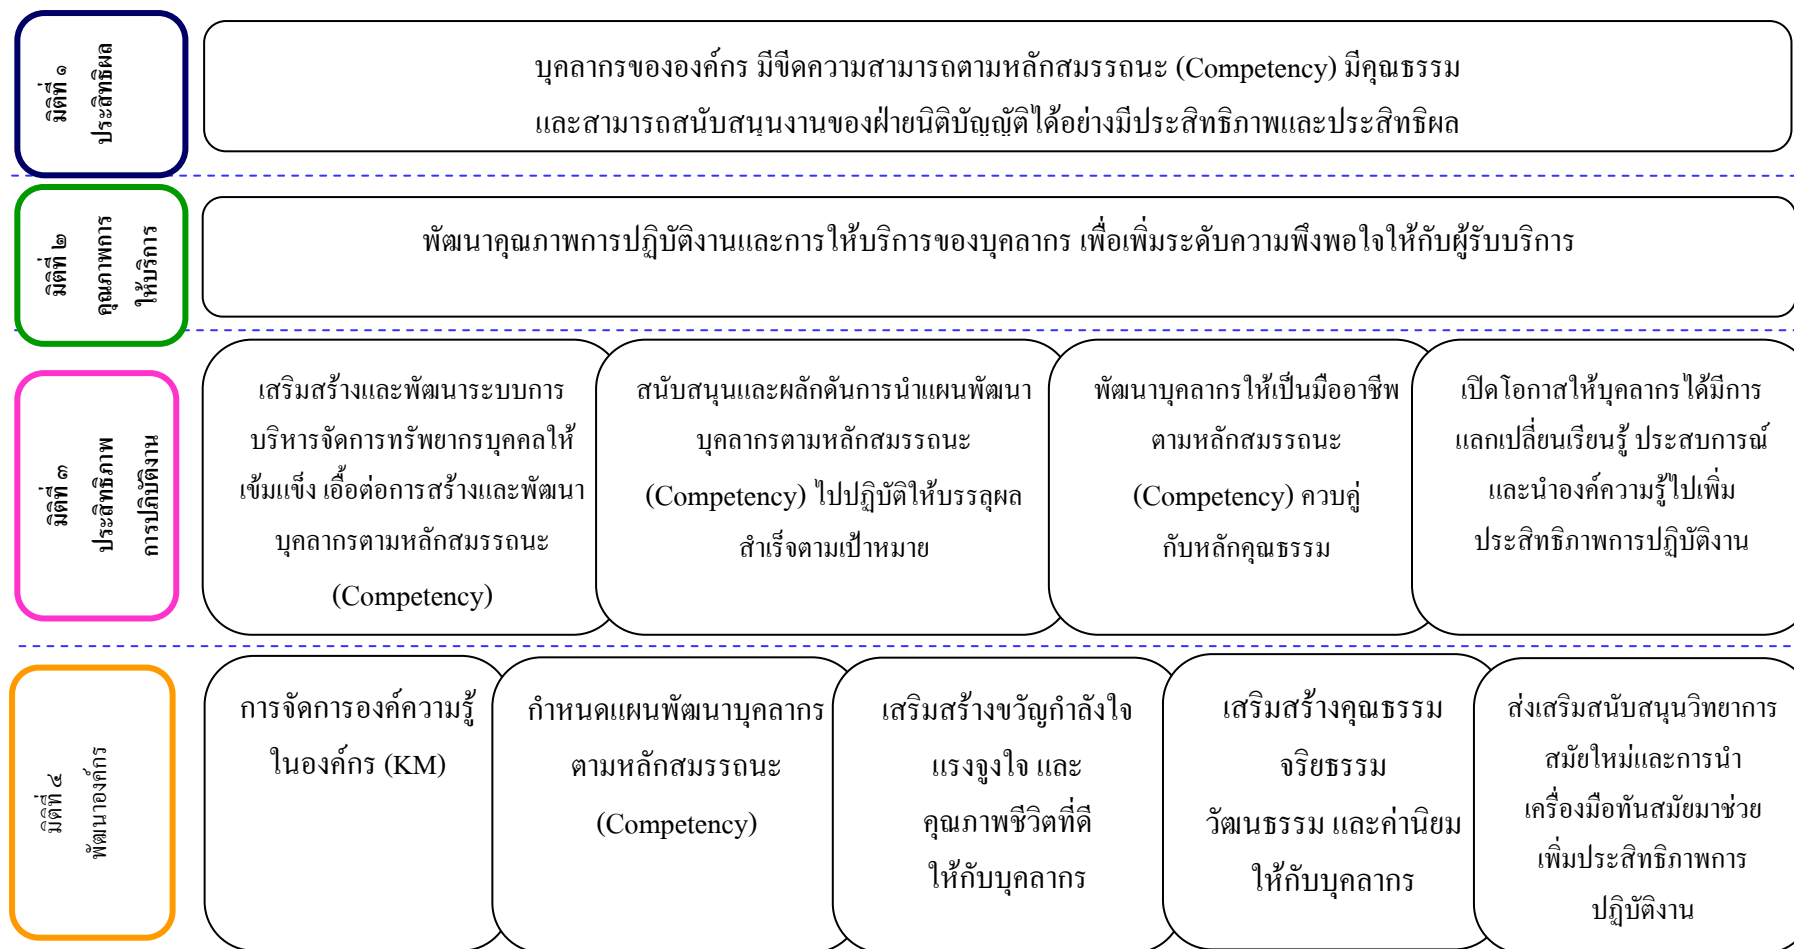 มิติที่ ๑
ประสิทธิผล
บุคลากรขององค์กร มีขีดความสามารถตามหลักสมรรถนะ (Competency) มีคุณธรรม
และสามารถสนับสนุนงานของฝ่ายนิติบัญญัติได้อย่างมีประสิทธิภาพและประสิทธิผล
มิติที่ ๒
คุณภาพการ
ให้บริการ
พัฒนาคุณภาพการปฏิบัติงานและการให้บริการของบุคลากร เพื่อเพิ่มระดับความพึงพอใจให้กับผู้รับบริการ
มิติที่ ๓
ประสิทธิภาพ
การปฏิบัติงาน
เสริมสร้างและพัฒนาระบบการ
บริหารจัดการทรัพยากรบุคคลให้
เข้มแข็ง เอื้อต่อการสร้างและพัฒนา
บุคลากรตามหลักสมรรถนะ
(Competency)
สนับสนุนและผลักดันการนำแผนพัฒนา
บุคลากรตามหลักสมรรถนะ
(Competency) ไปปฏิบัติให้บรรลุผล
สำเร็จตามเป้าหมาย
พัฒนาบุคลากรให้เป็นมืออาชีพ
ตามหลักสมรรถนะ
(Competency) ควบคู่
กับหลักคุณธรรม
เปิดโอกาสให้บุคลากรได้มีการ
แลกเปลี่ยนเรียนรู้ ประสบการณ์
และนำองค์ความรู้ไปเพิ่ม
ประสิทธิภาพการปฏิบัติงาน
มิติที่ ๔
พัฒนาองค์กร
การจัดการองค์ความรู้
ในองค์กร (KM)
กำหนดแผนพัฒนาบุคลากร
ตามหลักสมรรถนะ
(Competency)
เสริมสร้างขวัญกำลังใจ
แรงจูงใจ และ
คุณภาพชีวิตที่ดี
ให้กับบุคลากร
เสริมสร้างคุณธรรม
จริยธรรม
วัฒนธรรม และค่านิยม
ให้กับบุคลากร
ส่งเสริมสนับสนุนวิทยาการ
สมัยใหม่และการนำ
เครื่องมือทันสมัยมาช่วย
เพิ่มประสิทธิภาพการ
ปฏิบัติงาน